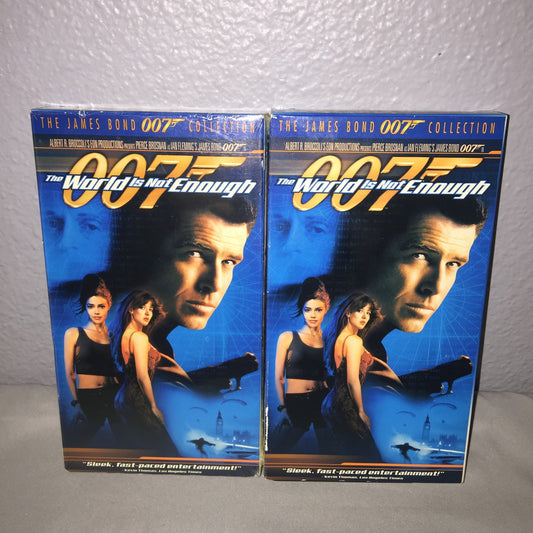 THE JAMES BOND 007 COLLECTION
ALBERT R. BROCCOLI'S EON PRODUCTIONS PRESENTS PIERCE BROSNAN AS IAN FLEMING'S JAMES BOND 007
007
The World Is Not Enough
"Sleek, fast-paced entertainment!"
-Kevin Thomas, Los Angeles Times
THE JAMES BOND 007 COLLECTION
ALBERT R. BROCCOLI'S EON PRODUCTIONS PRESENTS PIERCE BROSNAN AS IAN FLEMING'S JAMES BOND 007
007
The World Is Not Enough
"Sleek, fast-paced entertainment!"
-Kevin Thomas, Los Angeles Times